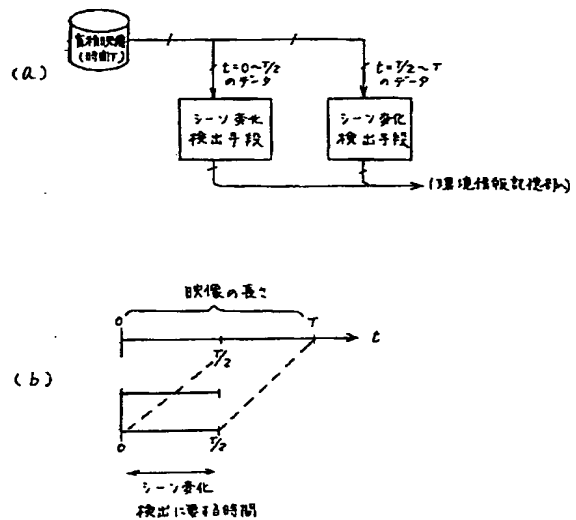 (a)
蓄積映像
(時間T)
t=0〜T/2
のデータ
t=T/2〜T
のデータ
シーン変化
検出手段
シーン変化
検出手段
(環境情報記憶部へ)
(b)
映像の長さ
0
T
t
T/2
0
T/2
シーン変化
検出に要する時間